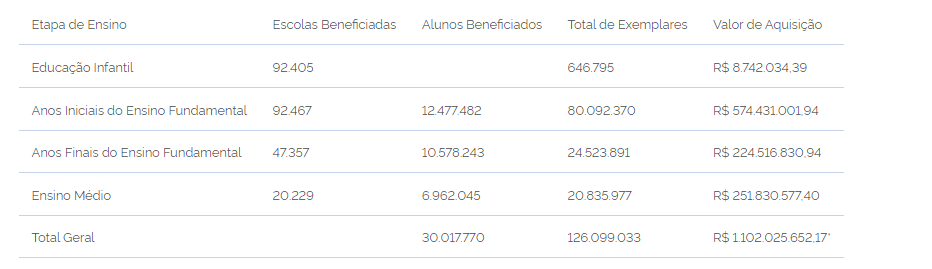 Etapa de Ensino Escolas Beneficiadas Alunos Beneficiados Total de Exemplares Valor de Aquisição
Educação Infantil 92.405 646.795 R$ 8.742.034,39
Anos Iniciais do Ensino Fundamental 92.467 12.477.482 80.092.370 R$ 574.431.001,94
Anos Finais do Ensino Fundamental 47.357 10.578.243 24.523.891 R$ 224.516.830,94
Ensino Médio 20.229 6.962.045 20.835.977 R$ 251.830.577,40
Total Geral 30.017.770 126.099.033 R$ 1.102.025.652,17*